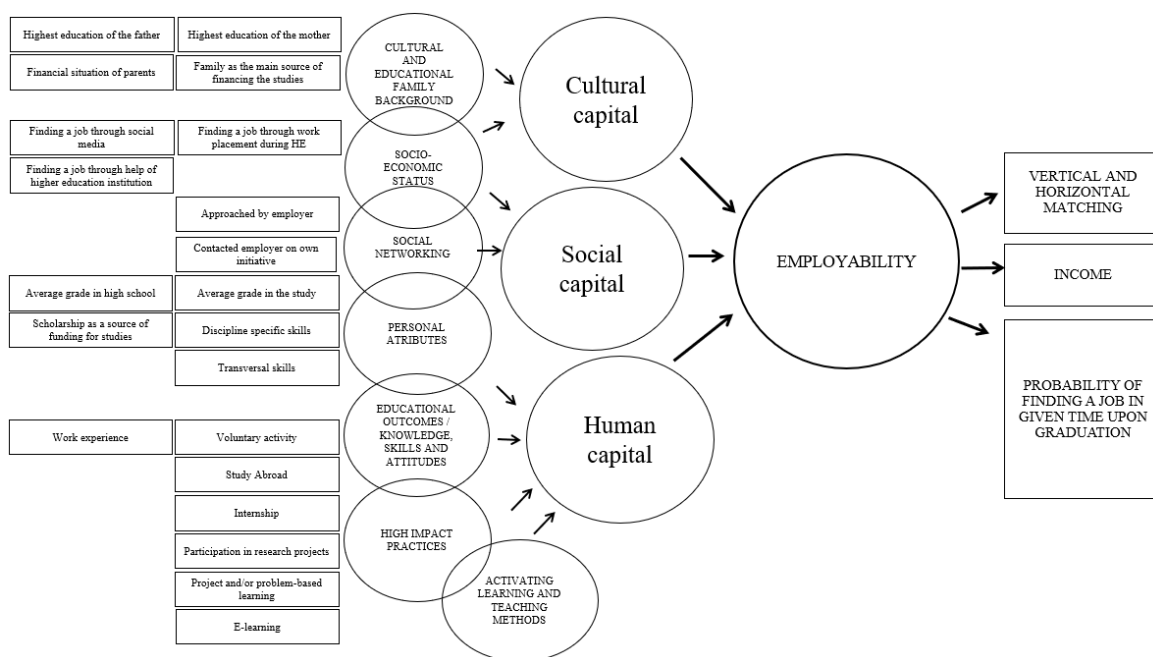 Highest education of the father
Highest education of the mother
Financial situation of parents
Family as the main source of
financing the studies
Finding a job through social
media
Finding a job through work
placement during HE
Finding a job through help of
higher education institution
Approached by employer
Contacted employer on own
initiative
Average grade in high school
Average grade in the study
Scholarship as a source of
funding for studies
Discipline specific skills
Transversal skills
Work experience
Voluntary activity
Study Abroad
Internship
Participation in research projects
Project and/or problem-based
learning
E-learning
CULTURAL
AND
EDUCATIONAL
FAMILY
BACKGROUND
SOCIO-
ECONOMIC
STATUS
SOCIAL
NETWORKING
PERSONAL
ATRIBUTES
EDUCATIONAL
OUTCOMES /
KNOWLEDGE,
SKILLS AND
ATTITUDES
HIGH IMPACT
PRACTICES
ACTIVATING
LEARNING AND
TEACHING
METHODS
Cultural
capital
Social
capital
Human
capital
EMPLOYABILITY
VERTICAL AND
HORIZONTAL
MATCHING
INCOME
PROBABILITY OF
FINDING A JOB IN
GIVEN TIME UPON
GRADUATION